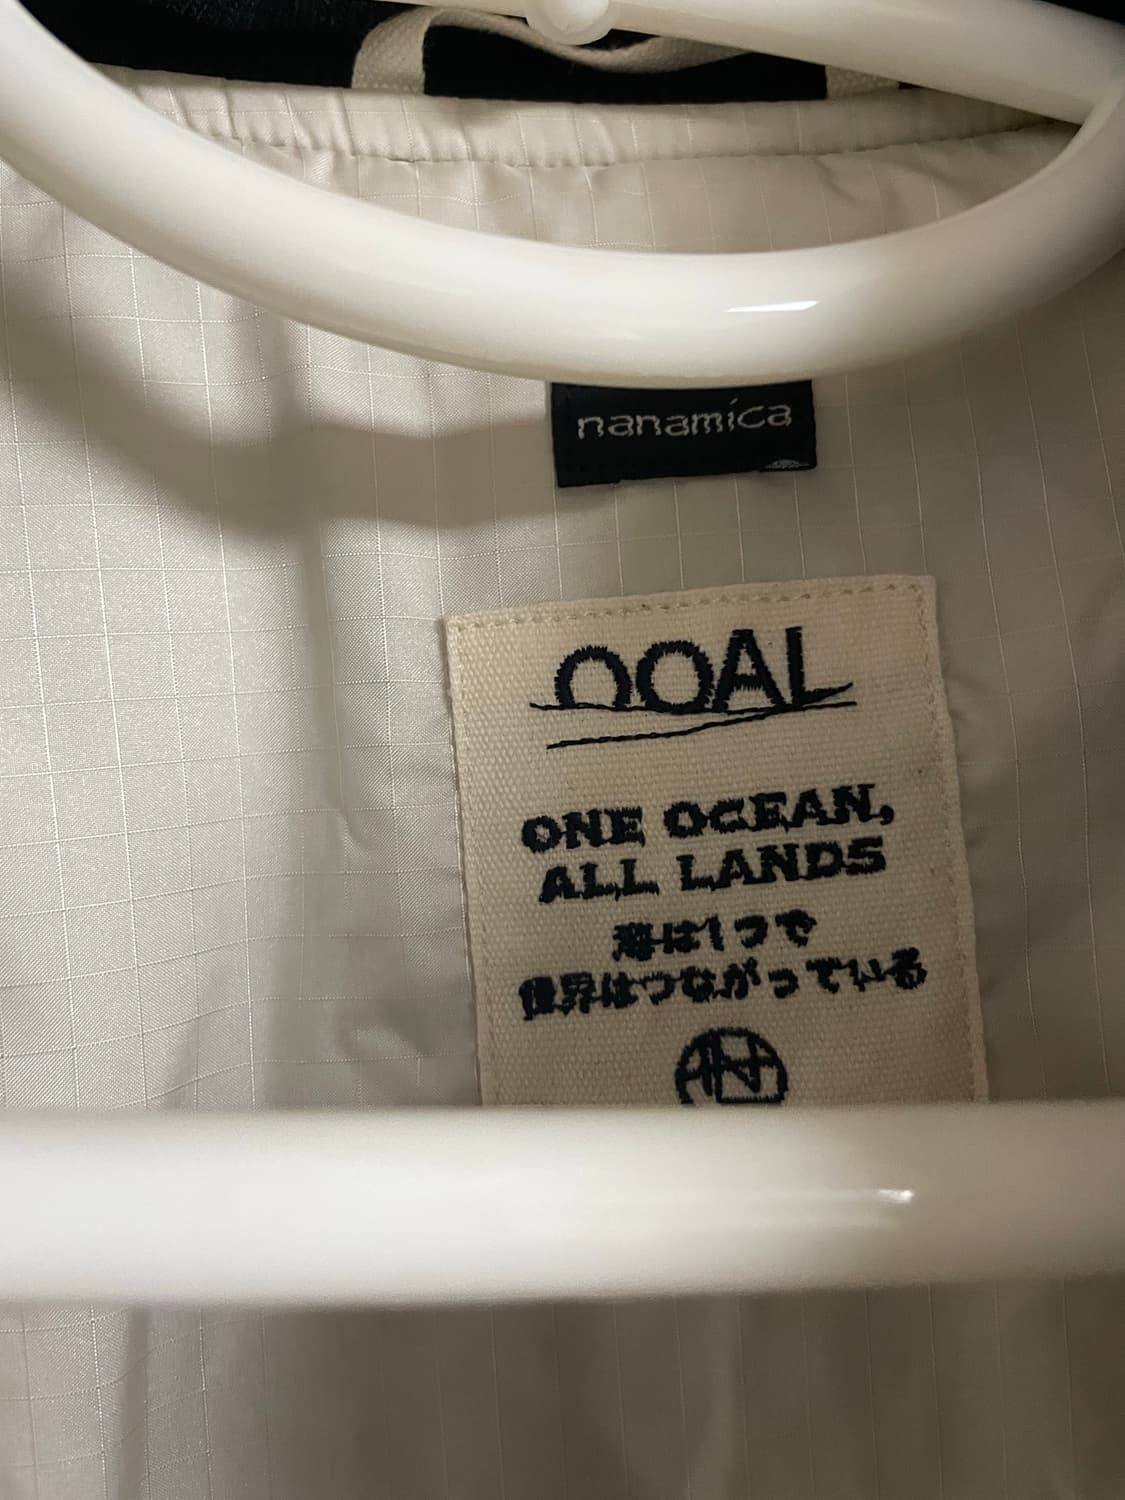 nanamica
OOAL
ONE OCEAN,
ALL LANDS
海は1つで
世界はつながっている